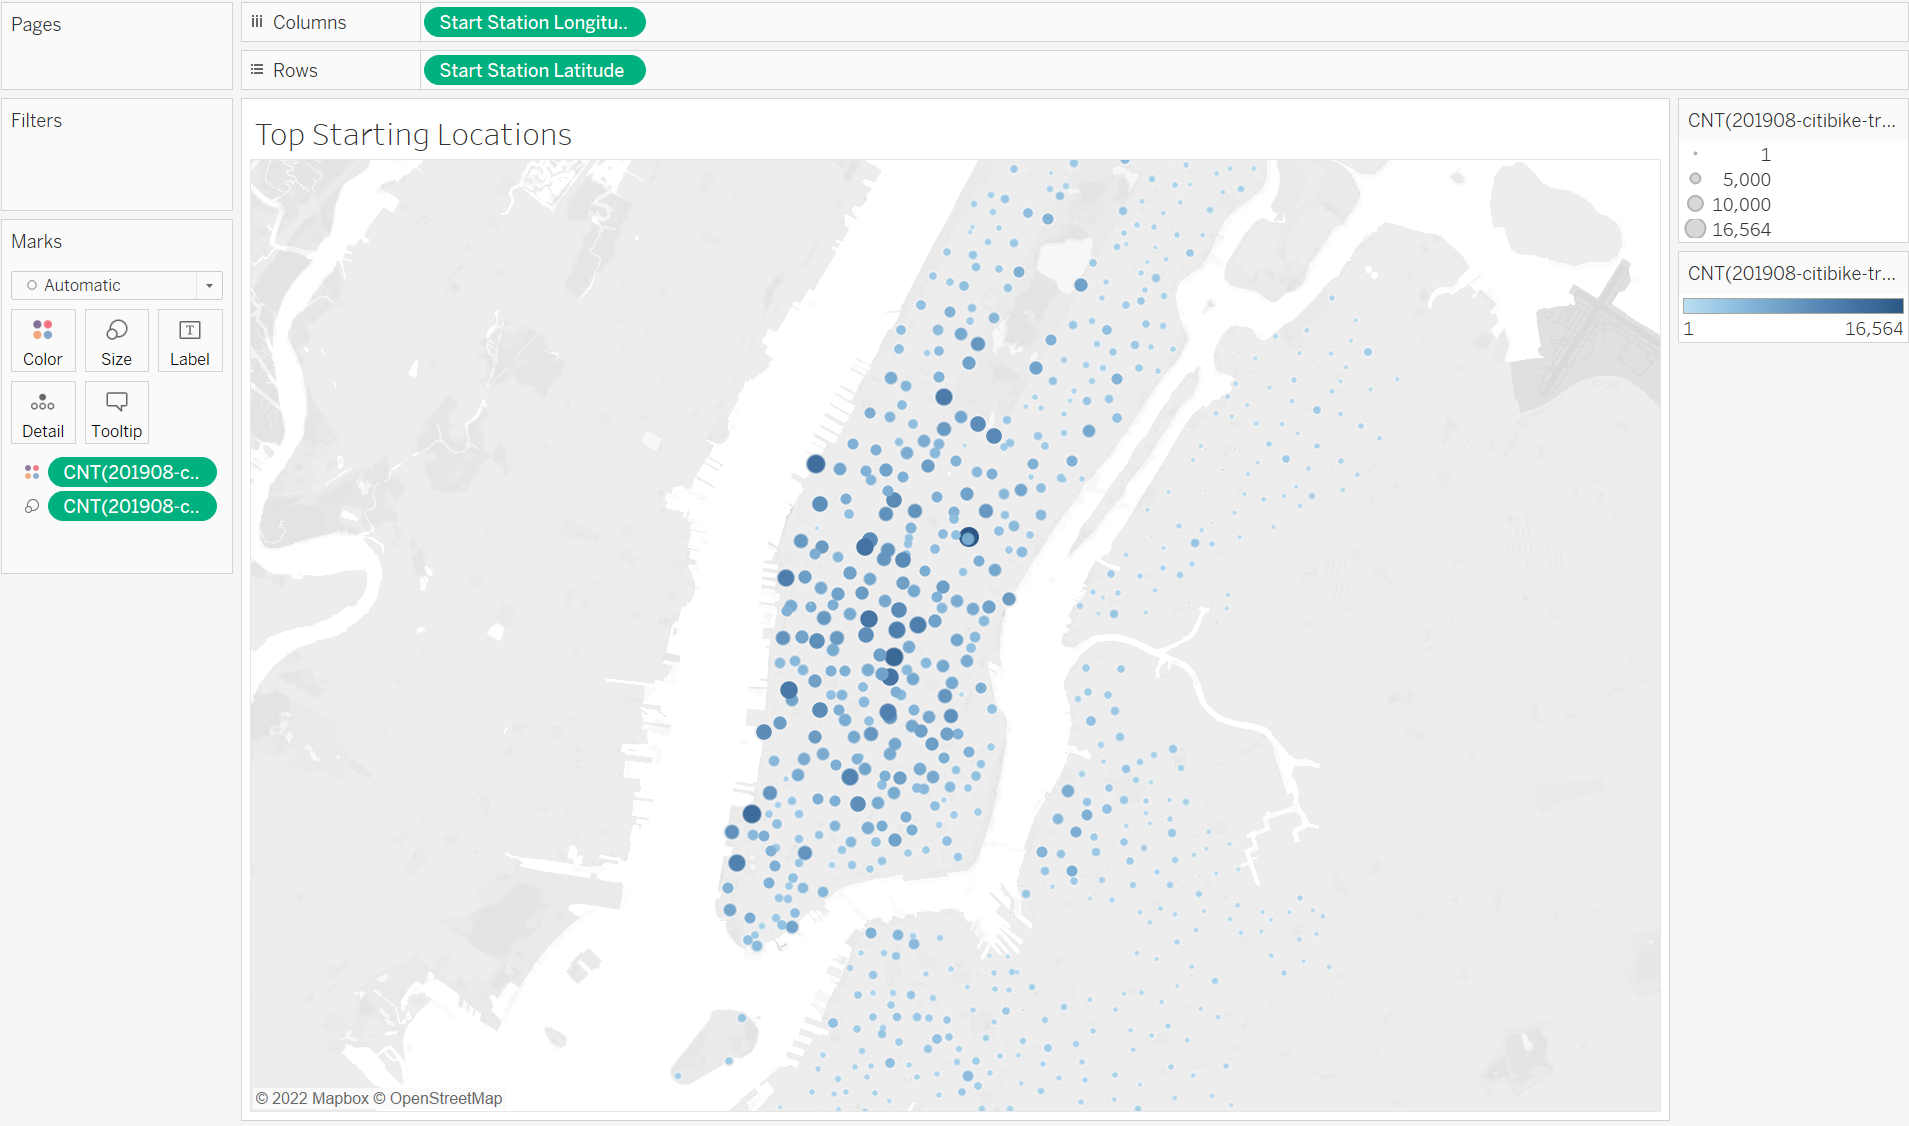 Pages
Columns
Start Station Longitu..
Rows
Start Station Latitude
Filters
Marks
Automatic
Color
Size
Label
Detail
Tooltip
CNT(201908-c..
CNT(201908-c..
Top Starting Locations
© 2022 Mapbox © OpenStreetMap
CNT(201908-citibike-tr...
1
5,000
10,000
16,564
CNT(201908-citibike-tr...
1 16,564